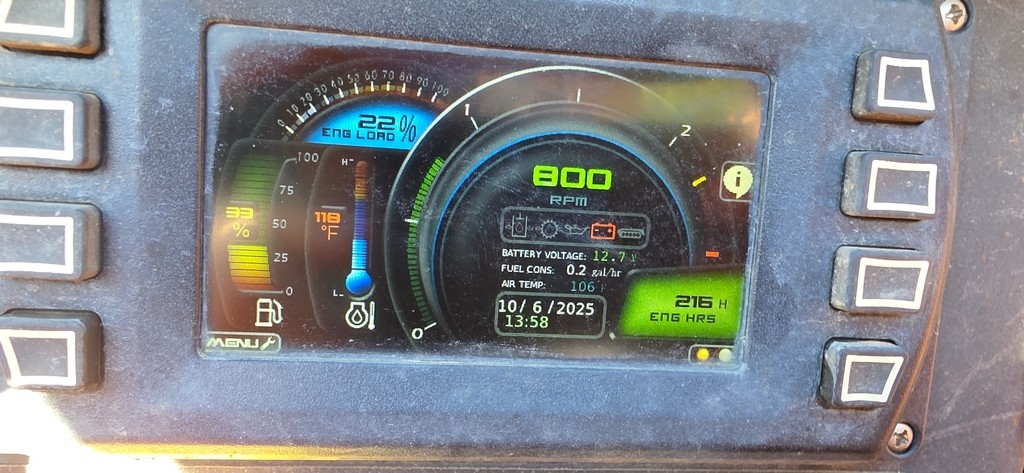 0 10 20 30 40 50 60 70 80 90 100
22%
ENG LOAD
100
75
50
25
0
33
%
H
118
°F
L
MENU
0
1
2
800
RPM
BATTERY VOLTAGE: 12.7 V
FUEL CONS: 0.2 gal/hr
AIR TEMP: 106 F
10/ 6 /2025
13:58
i
216 H
ENG HRS